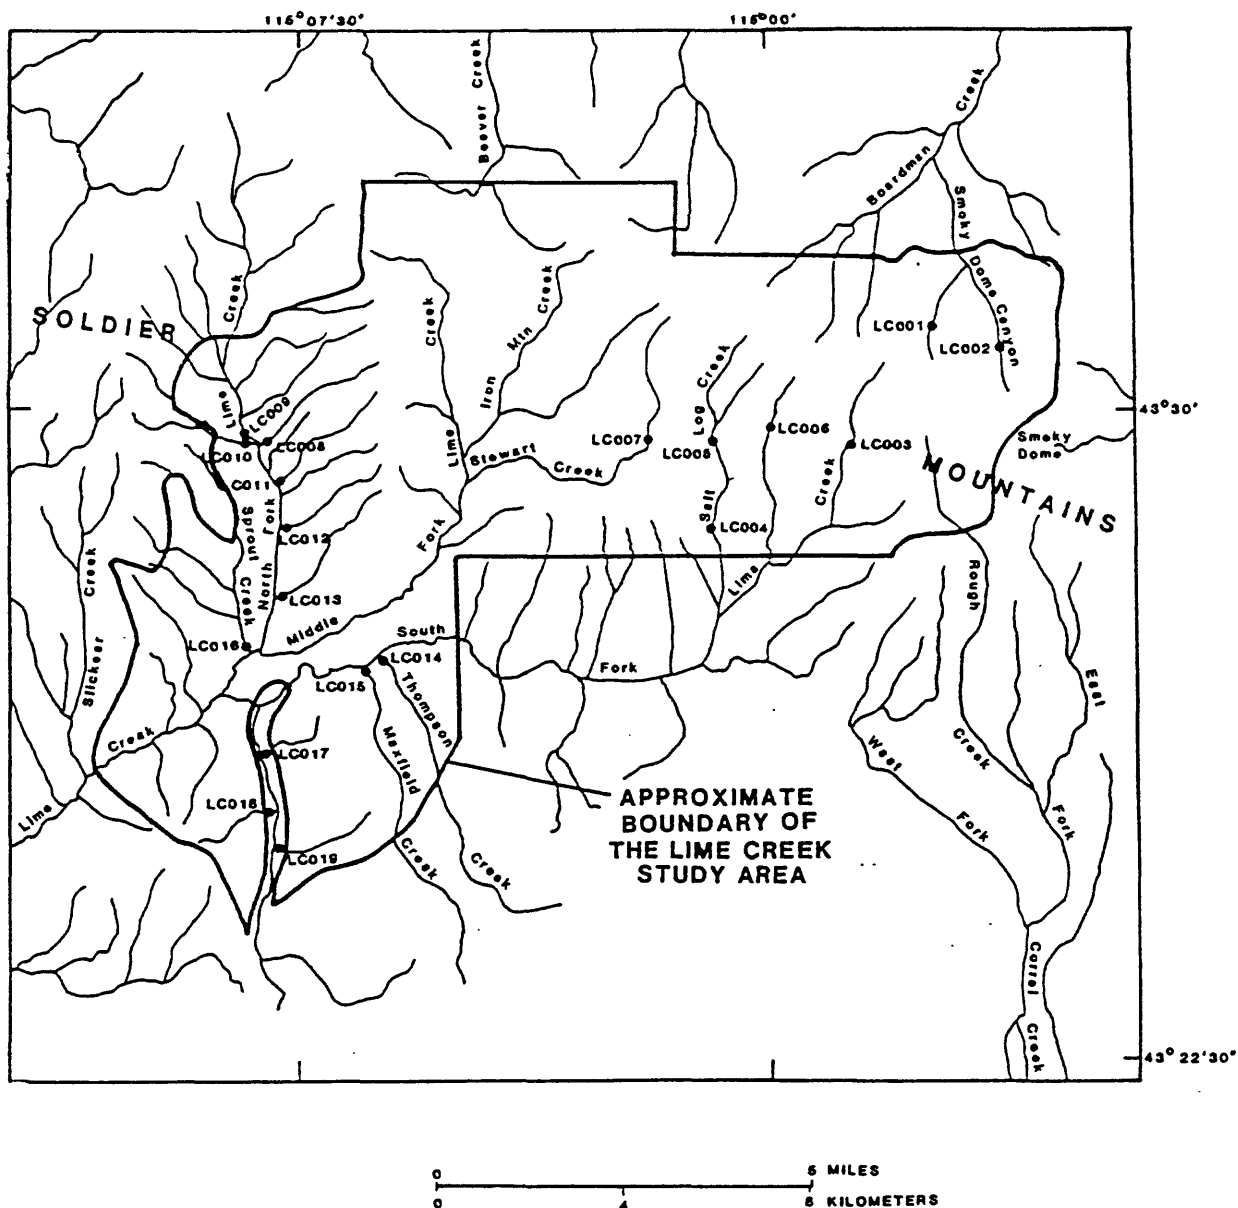 115° 07'30"
115°00'
Beaver Creek
Creek
Boardman
Smoky Dome Canyon
SOLDIER
Creek
Creek
Iron Mtn Creek
LC001
LC002
Log Creek
Lime
LC009
LC010
LC008
LC007
LC005
LC006
LC003
43°30'
Smoky
Dome
MOUNTAINS
Lime
Stewart Creek
C011
Fork
North
Sprout Creek
LC012
Fork
Salt
LC004
Creek
Lime
Slickear Creek
LC013
Middle
South
Fork
Rough
LC016
LC014
LC015
Thompson
Maxfield
East
Creek
Lime
LC017
LC018
LC019
West
Fork
Creek
Fork
APPROXIMATE
BOUNDARY OF
THE LIME CREEK
STUDY AREA
Creek
Creek
Corral
Creek
43° 22'30"
0 5 MILES
0 4 8 KILOMETERS